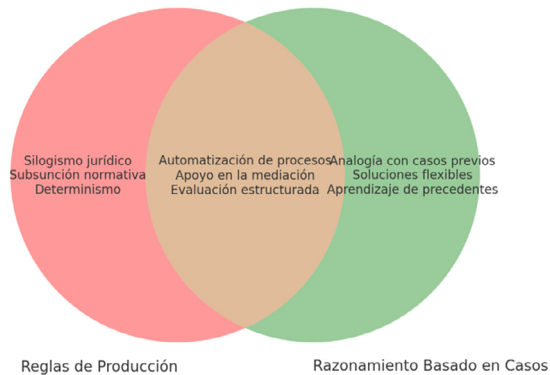 Silogismo jurídico
Subsunción normativa
Determinismo
Automatización de procesos
Apoyo en la mediación
Evaluación estructurada
Analogía con casos previos
Soluciones flexibles
Aprendizaje de precedentes
Reglas de Producción
Razonamiento Basado en Casos